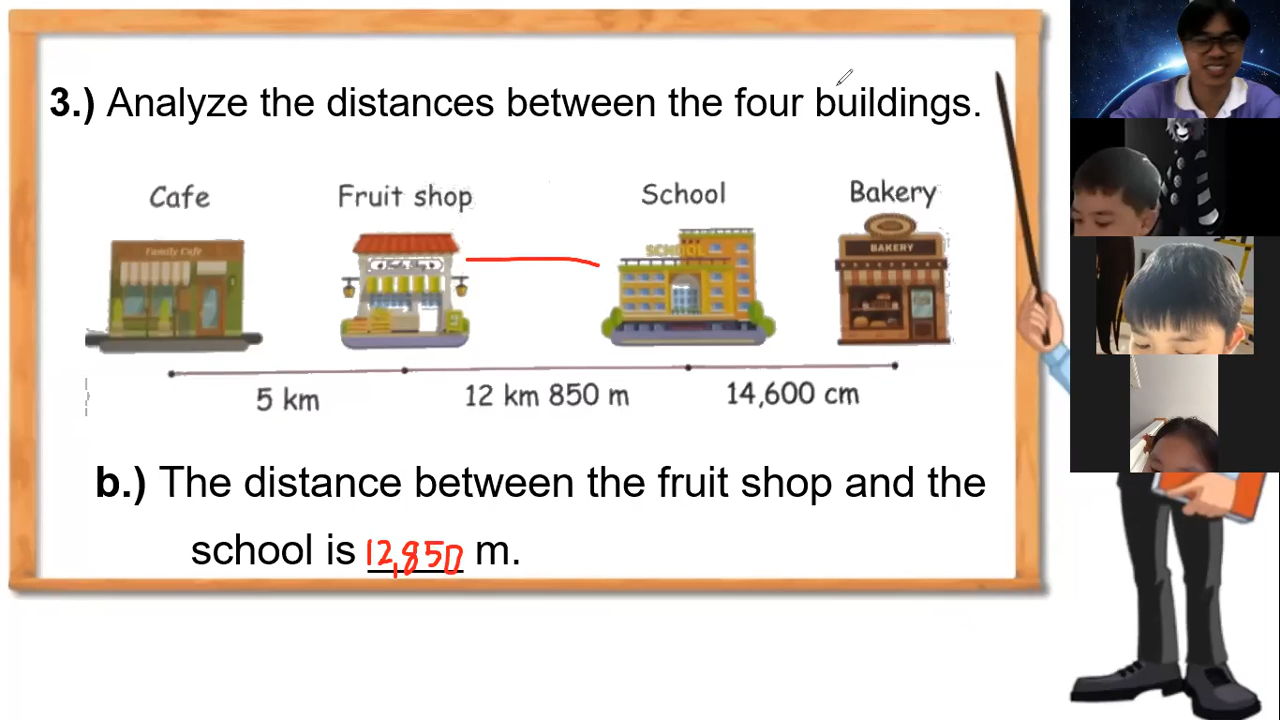 3.) Analyze the distances between the four buildings.
Cafe Fruit shop School Bakery
Family Cafe
SCHOOL
BAKERY
5 km 12 km 850 m 14,600 cm
b.) The distance between the fruit shop and the
school is 12,850 m.